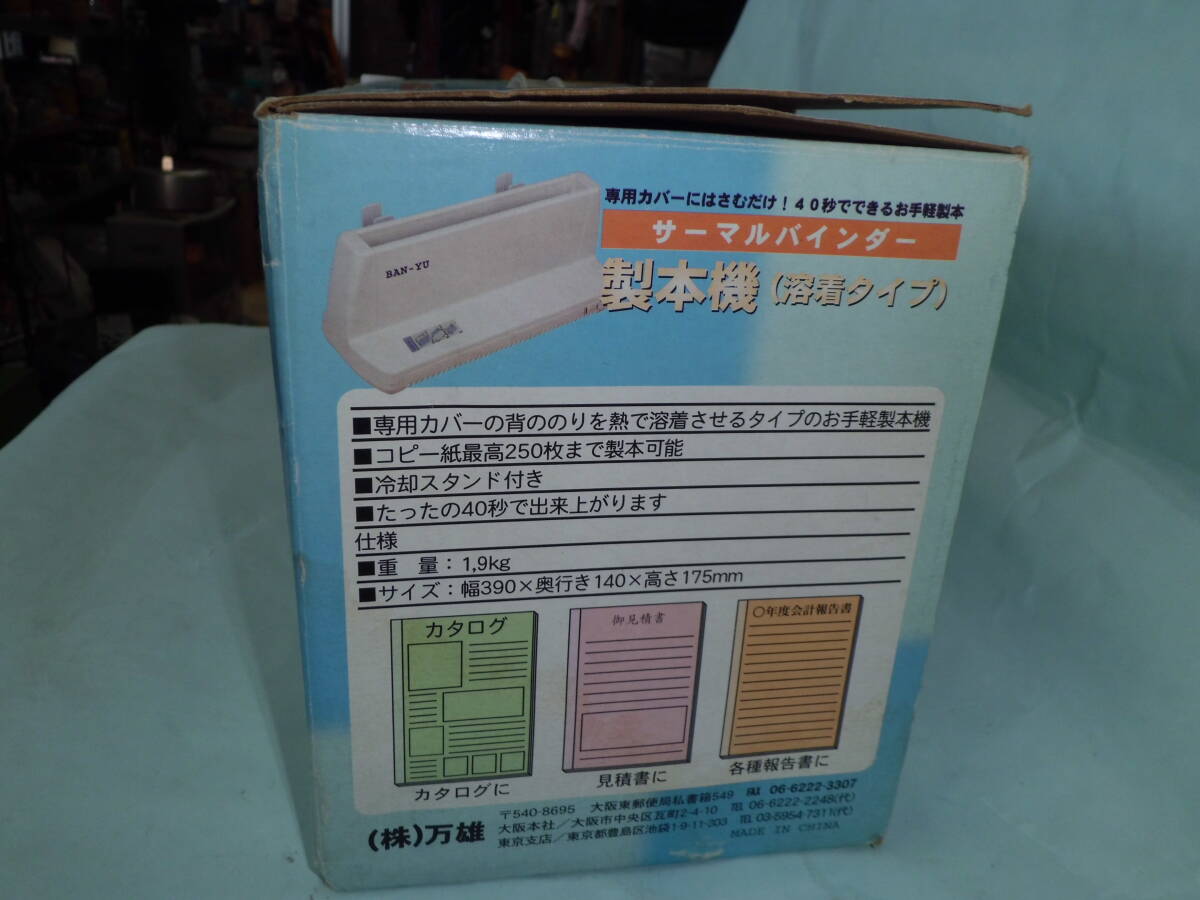 専用カバーにはさむだけ！40秒でできるお手軽製本
サーマルバインダー
製本機(溶着タイプ)
BAN-YU
■専用カバーの背ののりを熱で溶着させるタイプのお手軽製本機
■コピー紙最高250枚まで製本可能
■冷却スタンド付き
■たったの40秒で出来上がります
仕様
■重　量：1,9kg
■サイズ：幅390×奥行き140×高さ175mm
カタログ
御見積書
〇年度会計報告書
カタログに
見積書に
各種報告書に
(株)万雄
〒540-8695 大阪東郵便局私書箱549 FAX 06-6222-3307
大阪本社／大阪市中央区瓦町2-4-10 TEL 06-6222-2248(代)
東京支店／東京都豊島区池袋1-9-11-303 TEL 03-5954-7311(代)
MADE IN CHINA